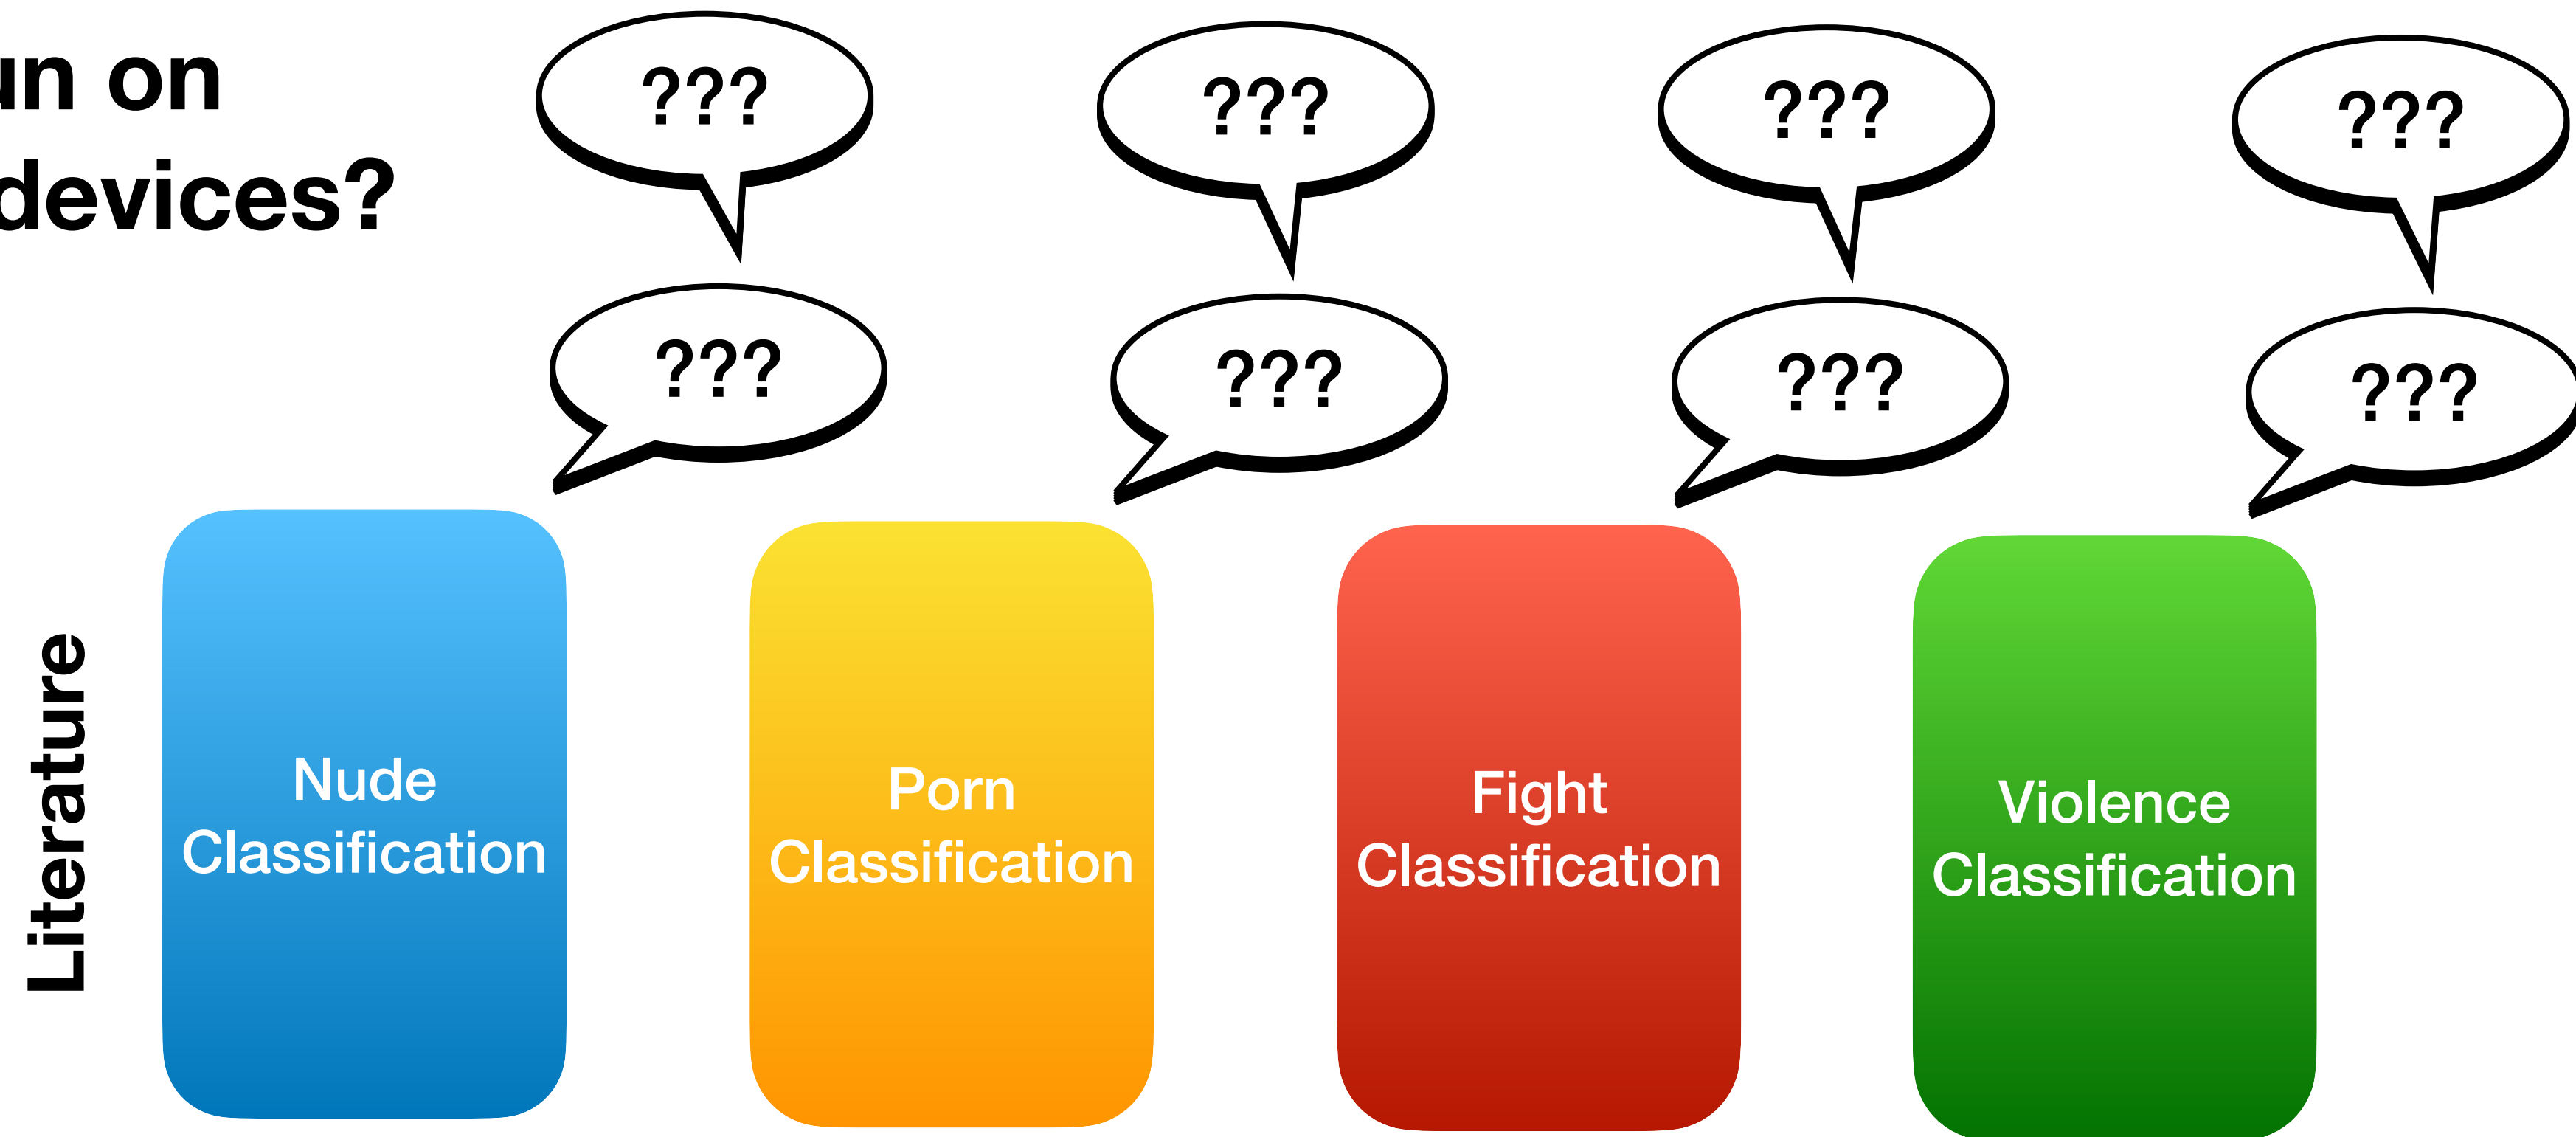 un on
devices?
???
???
???
???
???
???
???
???
Literature
Nude
Classification
Porn
Classification
Fight
Classification
Violence
Classification